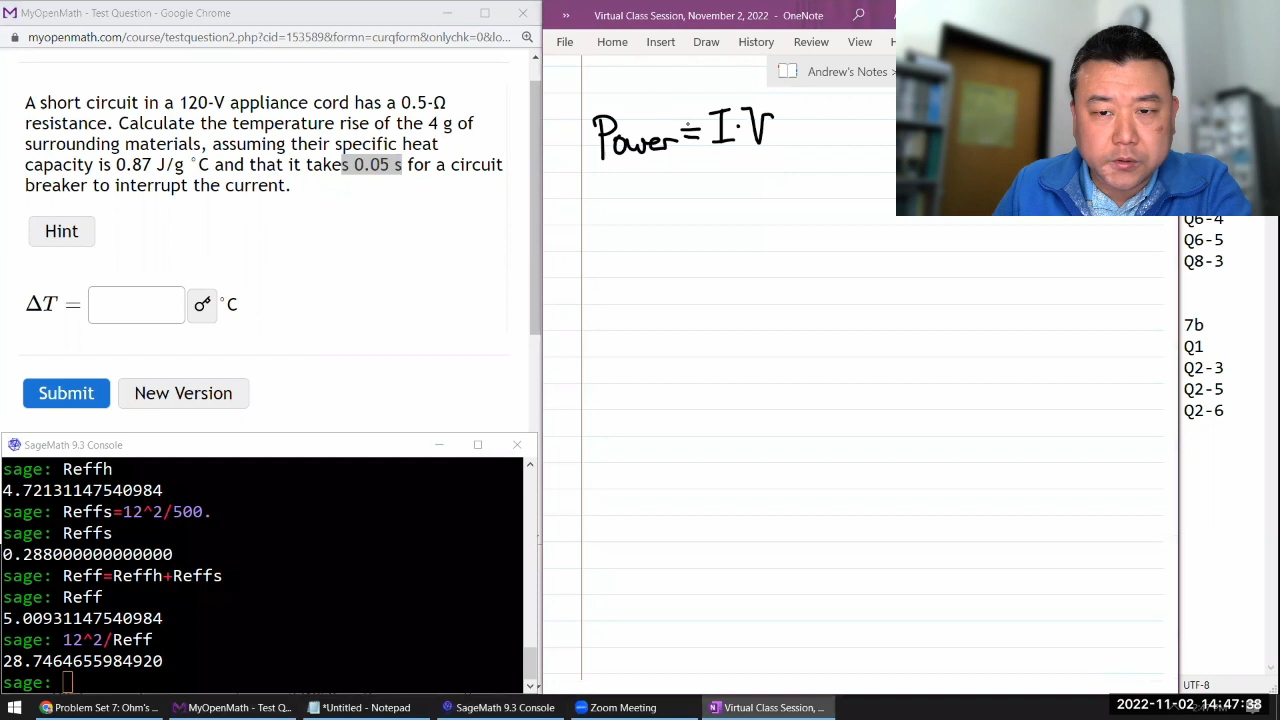 MyOpenMath - Test Question - Google Chrome
myopenmath.com/course/testquestion2.php?cid=153589&formn=curqform&onlychk=0&lo...
A short circuit in a 120-V appliance cord has a 0.5-Ω
resistance. Calculate the temperature rise of the 4 g of
surrounding materials, assuming their specific heat
capacity is 0.87 J/g °C and that it takes 0.05 s for a circuit
breaker to interrupt the current.
Hint
ΔT = °C
Submit New Version
SageMath 9.3 Console
sage: Reffh
4.72131147540984
sage: Reffs=12^2/500.
sage: Reffs
0.288000000000000
sage: Reff=Reffh+Reffs
sage: Reff
5.00931147540984
sage: 12^2/Reff
28.7464655984920
sage:
» Virtual Class Session, November 2, 2022 - OneNote
File Home Insert Draw History Review View
Andrew's Notes >
Power = I·V
Q6-4
Q6-5
Q8-3
7b
Q1
Q2-3
Q2-5
Q2-6
UTF-8
Problem Set 7: Ohm's ... MyOpenMath - Test Q... *Untitled - Notepad SageMath 9.3 Console Zoom Meeting Virtual Class Session, ...
2022-11-02 14:47:38